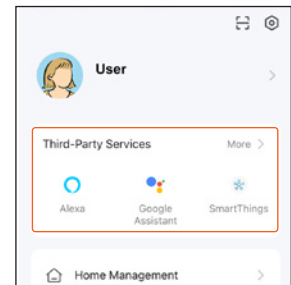 User
Third-Party Services More
Alexa Google Assistant SmartThings
Home Management